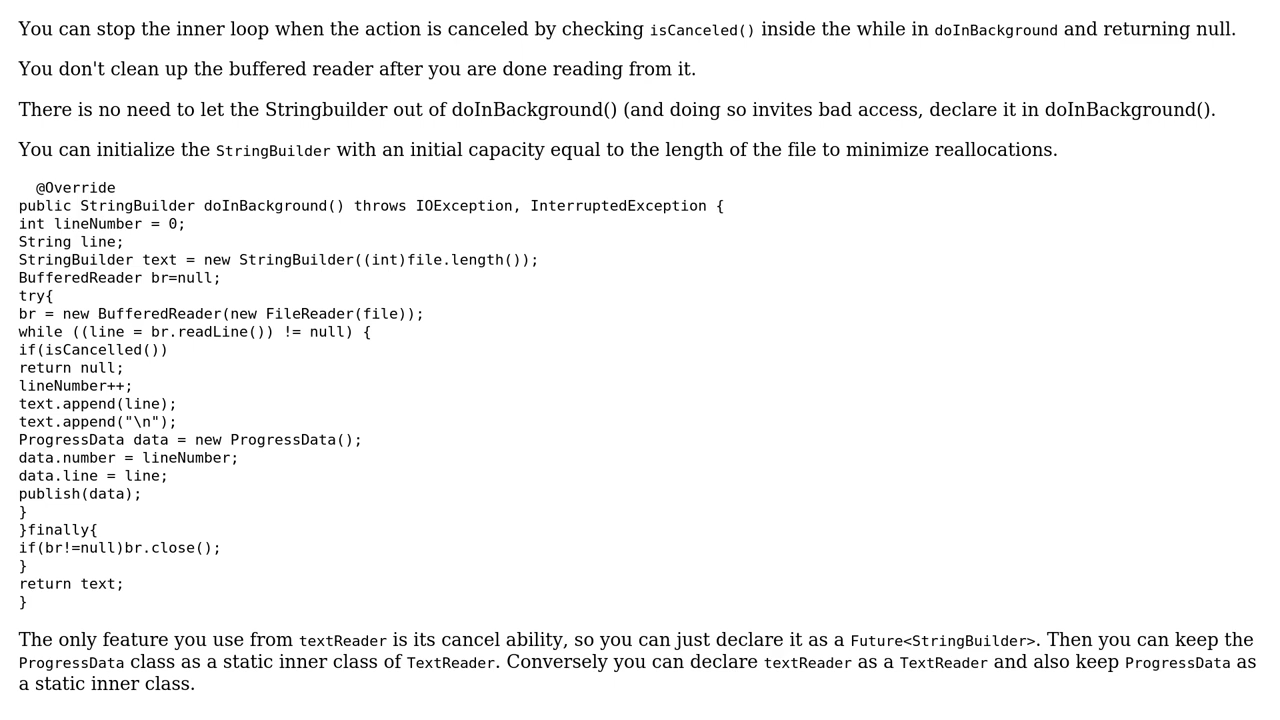 You can stop the inner loop when the action is canceled by checking isCanceled() inside the while in doInBackground and returning null.
You don't clean up the buffered reader after you are done reading from it.
There is no need to let the Stringbuilder out of doInBackground() (and doing so invites bad access, declare it in doInBackground().
You can initialize the StringBuilder with an initial capacity equal to the length of the file to minimize reallocations.
@Override
public StringBuilder doInBackground() throws IOException, InterruptedException {
int lineNumber = 0;
String line;
StringBuilder text = new StringBuilder((int)file.length());
BufferedReader br=null;
try{
br = new BufferedReader(new FileReader(file));
while ((line = br.readLine()) != null) {
if(isCancelled())
return null;
lineNumber++;
text.append(line);
text.append("\n");
ProgressData data = new ProgressData();
data.number = lineNumber;
data.line = line;
publish(data);
}
}finally{
if(br!=null)br.close();
}
return text;
}
The only feature you use from textReader is its cancel ability, so you can just declare it as a Future<StringBuilder>. Then you can keep the
ProgressData class as a static inner class of TextReader. Conversely you can declare textReader as a TextReader and also keep ProgressData as
a static inner class.